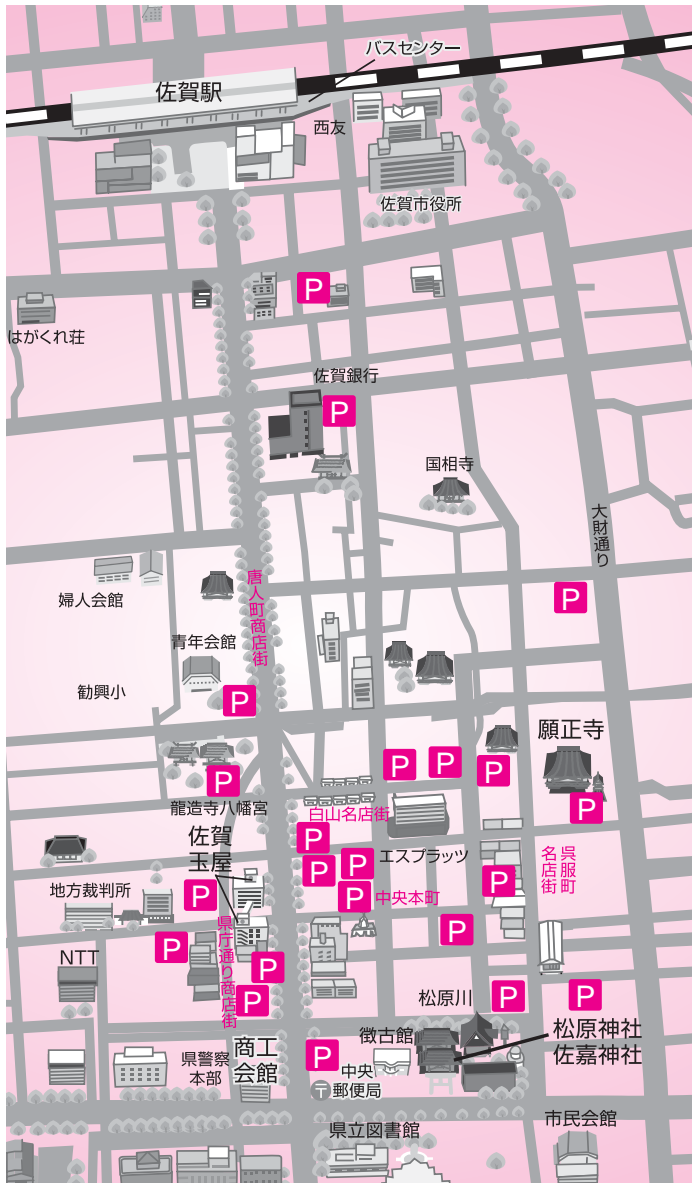 バスセンター
佐賀駅
西友
佐賀市役所
P
はがくれ荘
佐賀銀行
P
国相寺
大財通り
唐人町商店街
婦人会館
P
青年会館
勧興小
P
願正寺
P
P
P
P
P
龍造寺八幡宮
白山名店街
佐賀
玉屋
P
エスプラッツ
呉服町
名店街
P
P
P
中央本町
P
地方裁判所
P
県庁通り商店街
P
P
NTT
P
P
P
P
松原川
商工
会館
徴古館
松原神社
佐嘉神社
県警察
本部
P
中央
郵便局
〒
県立図書館
市民会館